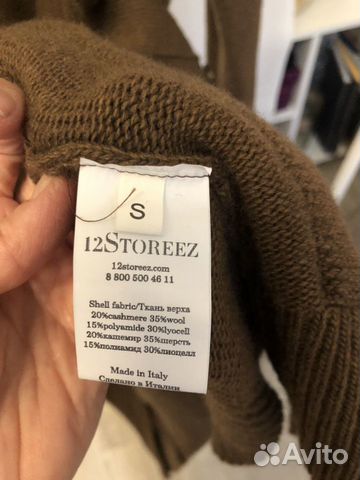 S
12STOREEZ
12storeez.com
8 800 500 46 11
Shell fabric/Ткань верха
20%cashmere 35%wool
15%polyamide 30%lyocell
20%кашемир 35%шерсть
15%полиамид 30%лиоцелл
Made in Italy
Сделано в Италии
Avito